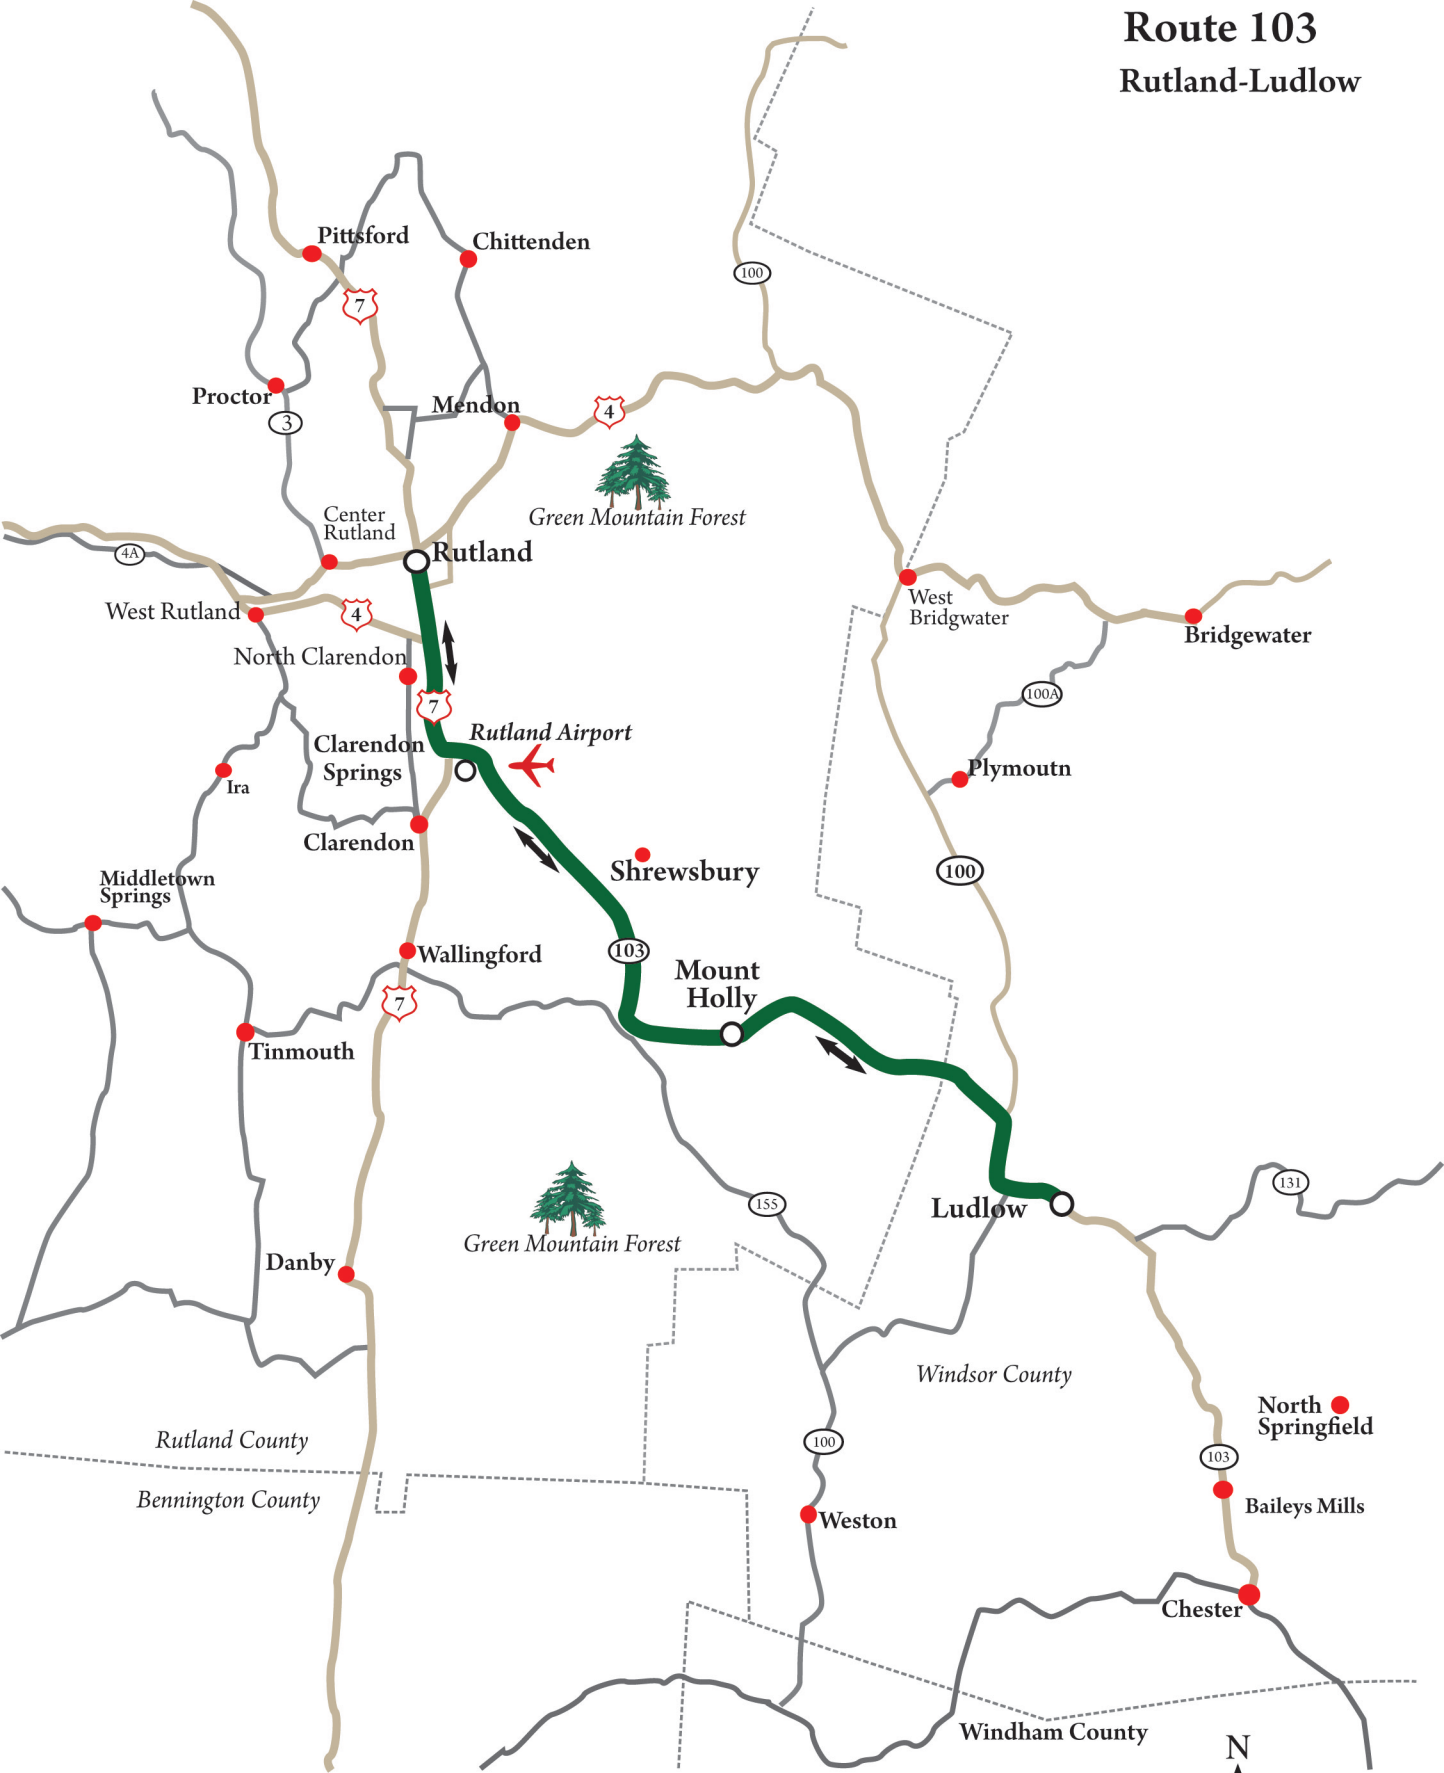 Route 103
Rutland-Ludlow
Pittsford
Chittenden
7
100
Proctor
3
Mendon
4
Green Mountain Forest
Center
Rutland
4A
Rutland
West Rutland
4
West
Bridgwater
Bridgewater
North Clarendon
100A
7
Rutland Airport
Clarendon
Springs
Plymoutn
Ira
Clarendon
Shrewsbury
100
Middletown
Springs
Wallingford
103
Mount
Holly
7
Tinmouth
131
155
Ludlow
Green Mountain Forest
Danby
Windsor County
North
Springfield
Rutland County
100
103
Bennington County
Baileys Mills
Weston
Chester
Windham County
N